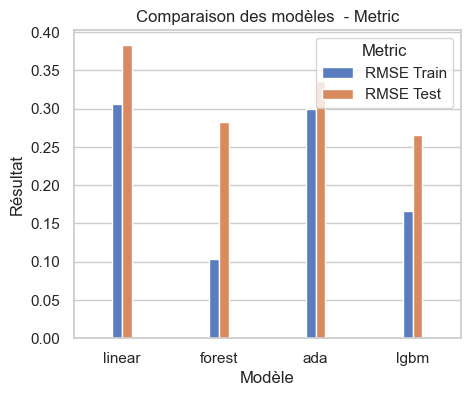 Comparaison des modèles  - Metric
Metric
RMSE Train
RMSE Test
Résultat
0.40
0.35
0.30
0.25
0.20
0.15
0.10
0.05
0.00
linear
forest
ada
lgbm
Modèle